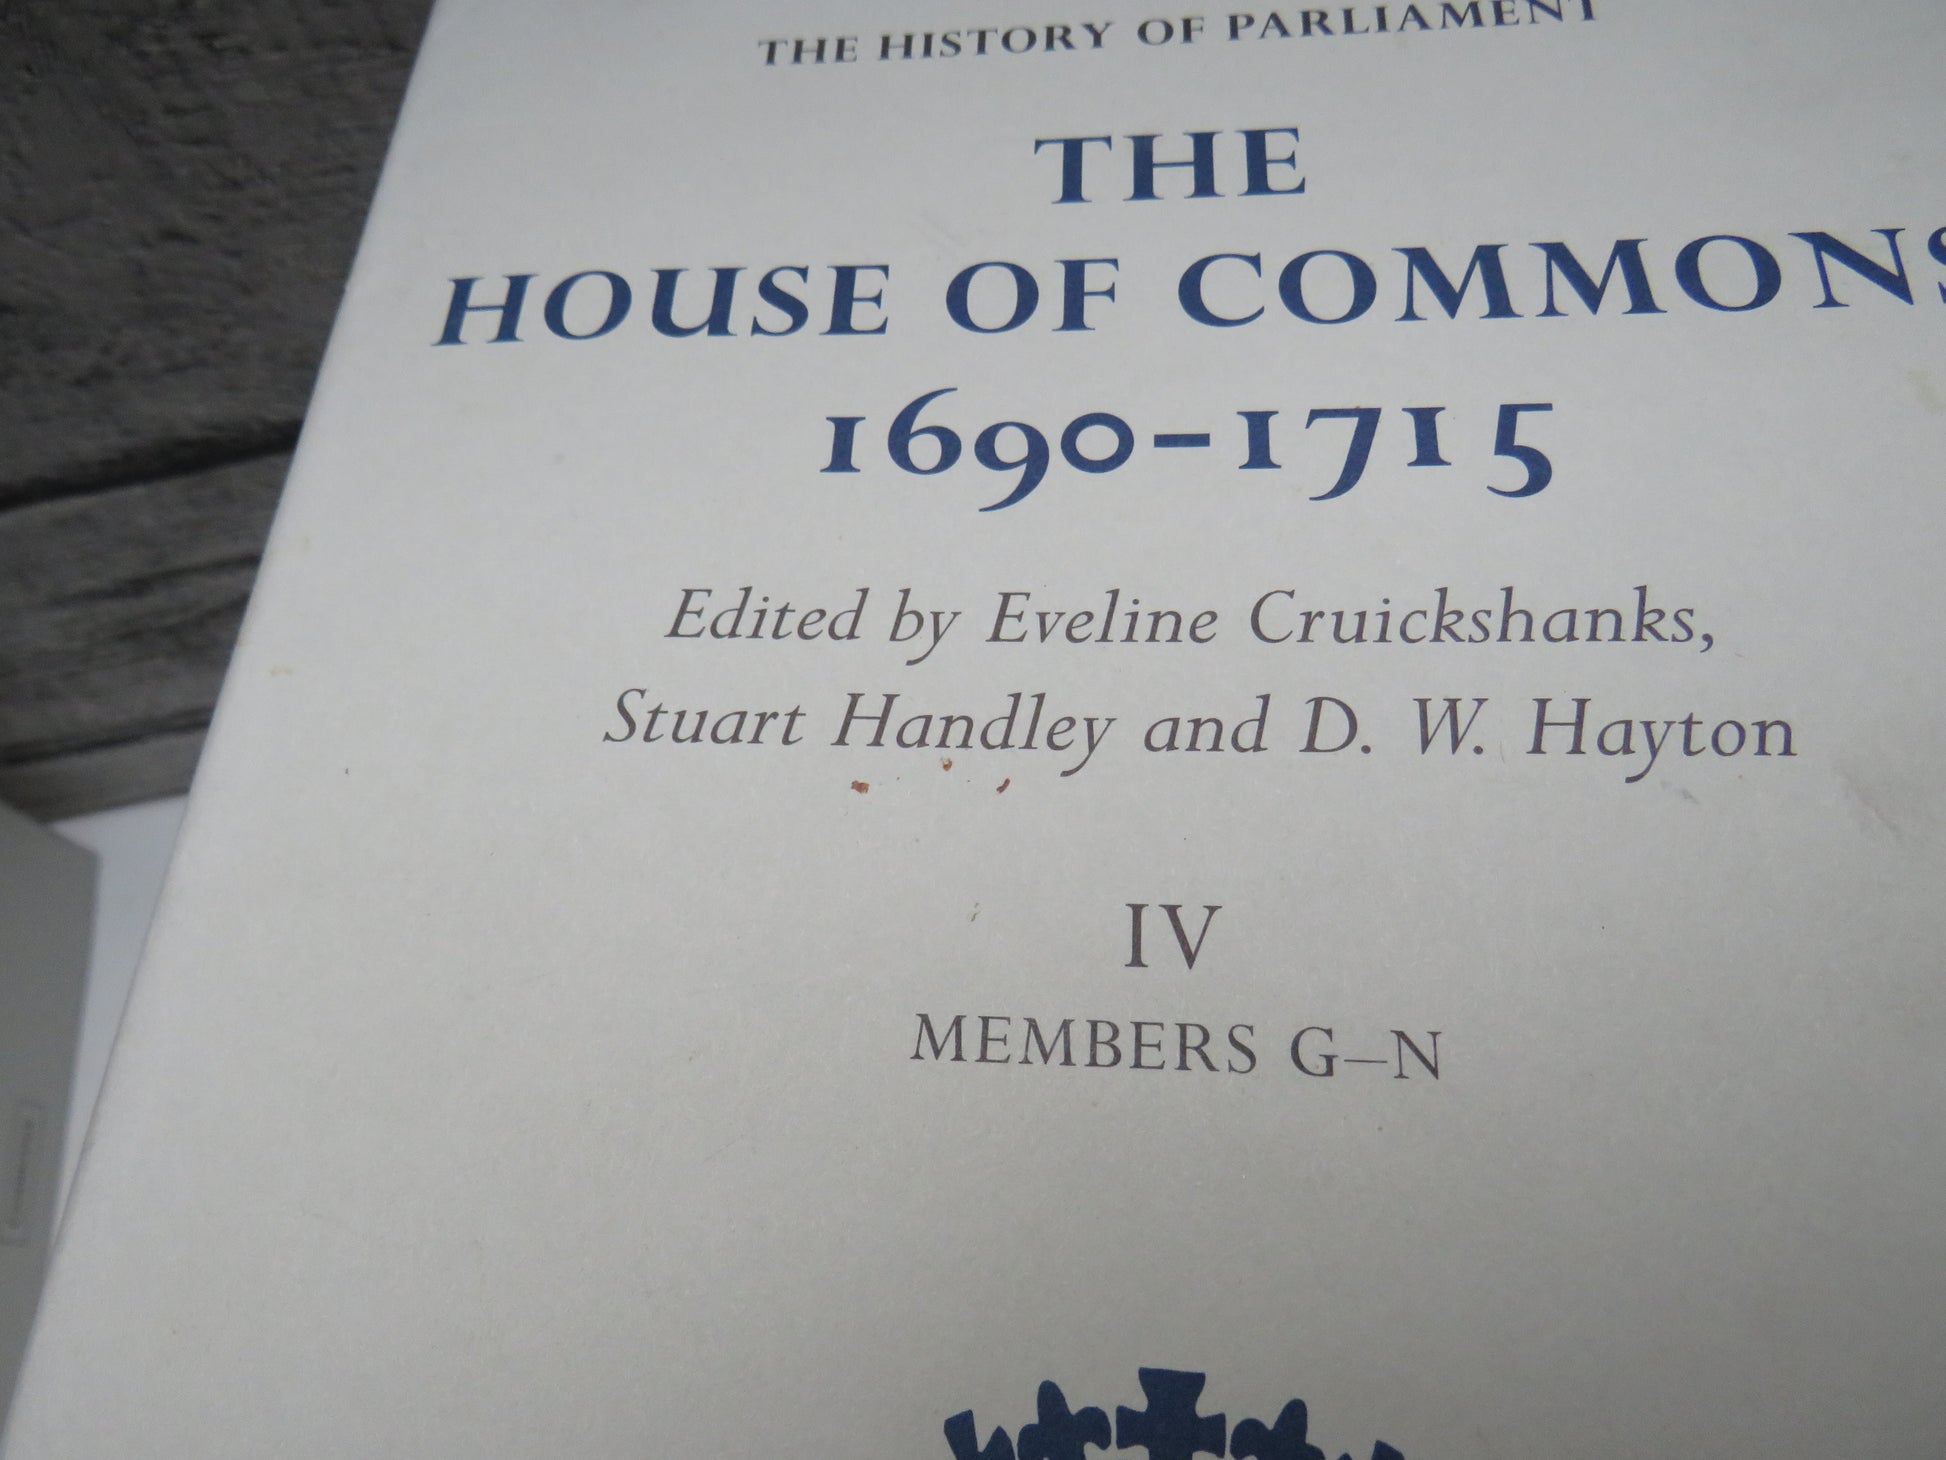 THE HISTORY OF PARLIAMENT
THE
HOUSE OF COMMONS
1690–1715
Edited by Eveline Cruickshanks,
Stuart Handley and D. W. Hayton
IV
MEMBERS G–N